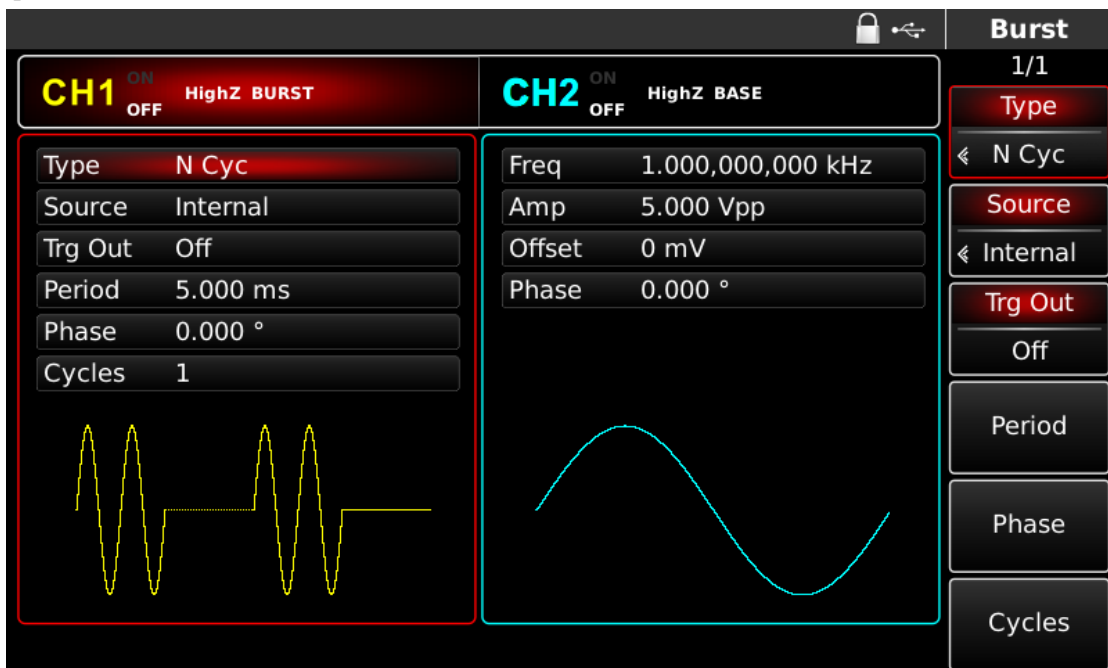 Burst
1/1
CH1 ON OFF HighZ BURST
CH2 ON OFF HighZ BASE
Type N Cyc
Source Internal
Trg Out Off
Period 5.000 ms
Phase 0.000 °
Cycles 1
Freq 1.000,000,000 kHz
Amp 5.000 Vpp
Offset 0 mV
Phase 0.000 °
Type
N Cyc
Source
Internal
Trg Out
Off
Period
Phase
Cycles